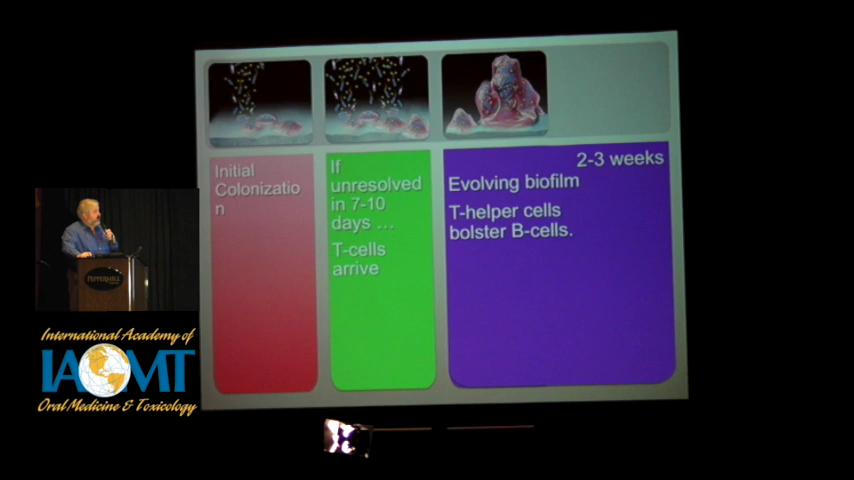 Initial
Colonizatio
n
If
unresolved
in 7-10
days ...
T-cells
arrive
2-3 weeks
Evolving biofilm
T-helper cells
bolster B-cells.
PEPPERMILL
International Academy of
IAOMT
Oral Medicine & Toxicology